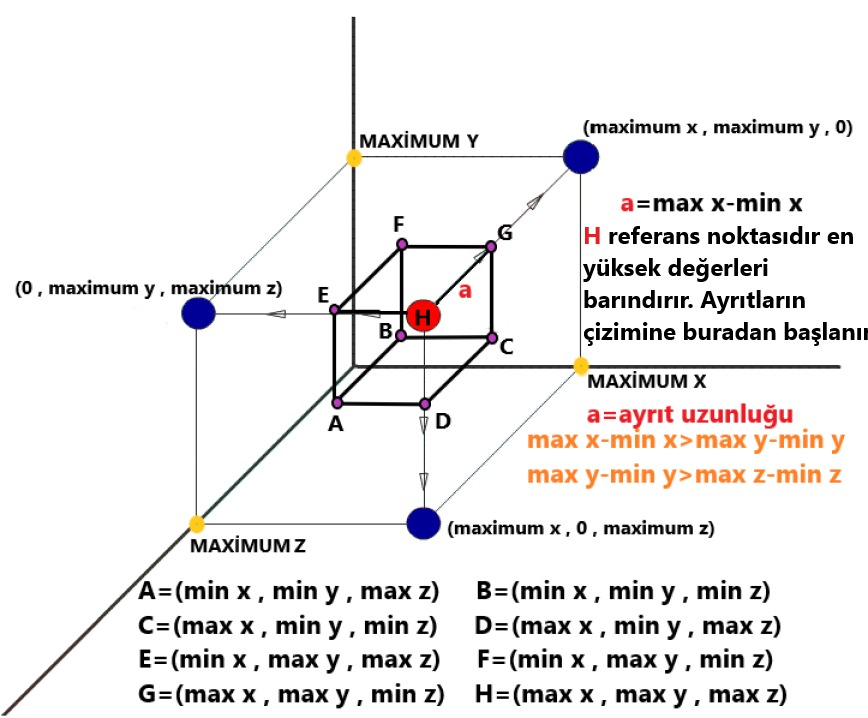 (maximum x , maximum y , 0)
MAXİMUM Y
a=max x-min x
F
G
H referans noktasıdır en
yüksek değerleri
barındırır. Ayrıtların
çizimine buradan başlanır
(0 , maximum y , maximum z)
E
a
H
B
C
MAXİMUM X
A
D
a=ayrıt uzunluğu
max x-min x>max y-min y
max y-min y>max z-min z
(maximum x , 0 , maximum z)
MAXİMUM Z
A=(min x , min y , max z)
B=(min x , min y , min z)
C=(max x , min y , min z)
D=(max x , min y , max z)
E=(min x , max y , max z)
F=(min x , max y , min z)
G=(max x , max y , min z)
H=(max x , max y , max z)